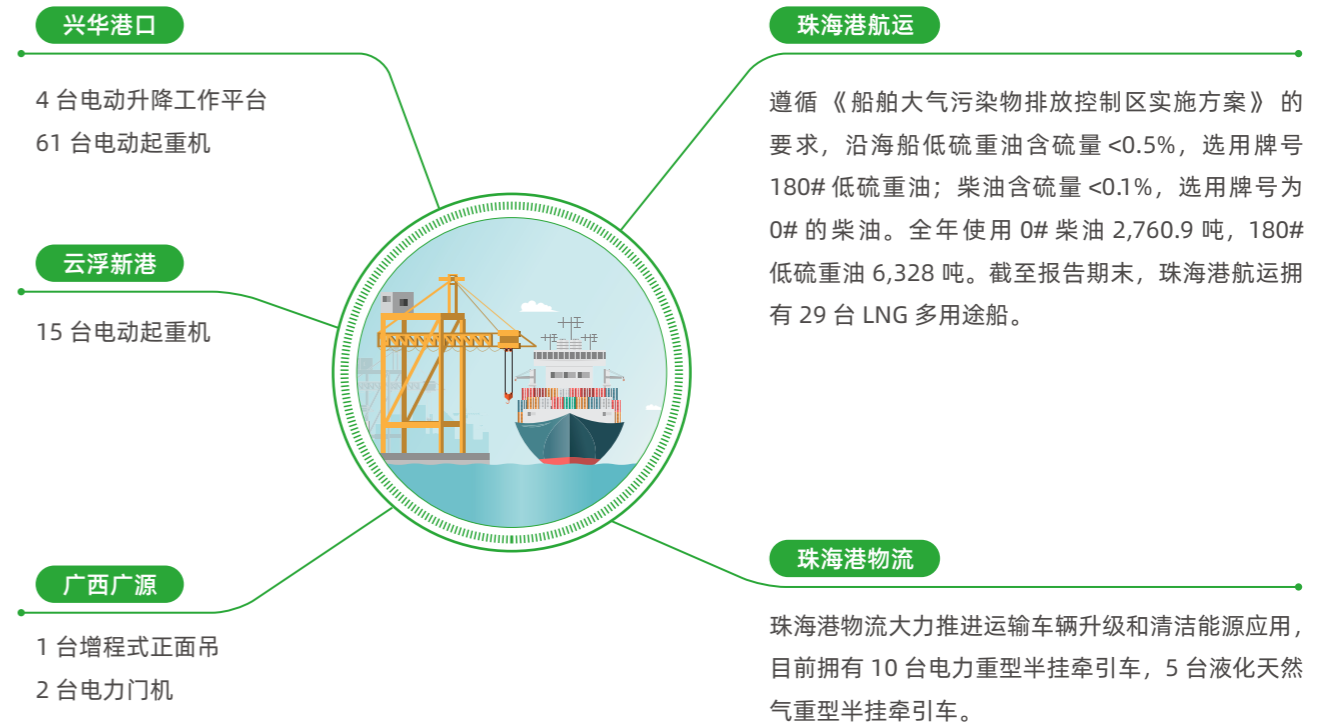 兴华港口
4 台电动升降工作平台
61 台电动起重机
云浮新港
15 台电动起重机
广西广源
1 台增程式正面吊
2 台电力门机
珠海港航运
遵循 《船舶大气污染物排放控制区实施方案》 的
要求，沿海船低硫重油含硫量 <0.5%，选用牌号
180# 低硫重油；柴油含硫量 <0.1%，选用牌号为
0# 的柴油。全年使用 0# 柴油 2,760.9 吨，180#
低硫重油 6,328 吨。截至报告期末，珠海港航运拥
有 29 台 LNG 多用途船。
珠海港物流
珠海港物流大力推进运输车辆升级和清洁能源应用，
目前拥有 10 台电力重型半挂牵引车，5 台液化天然
气重型半挂牵引车。